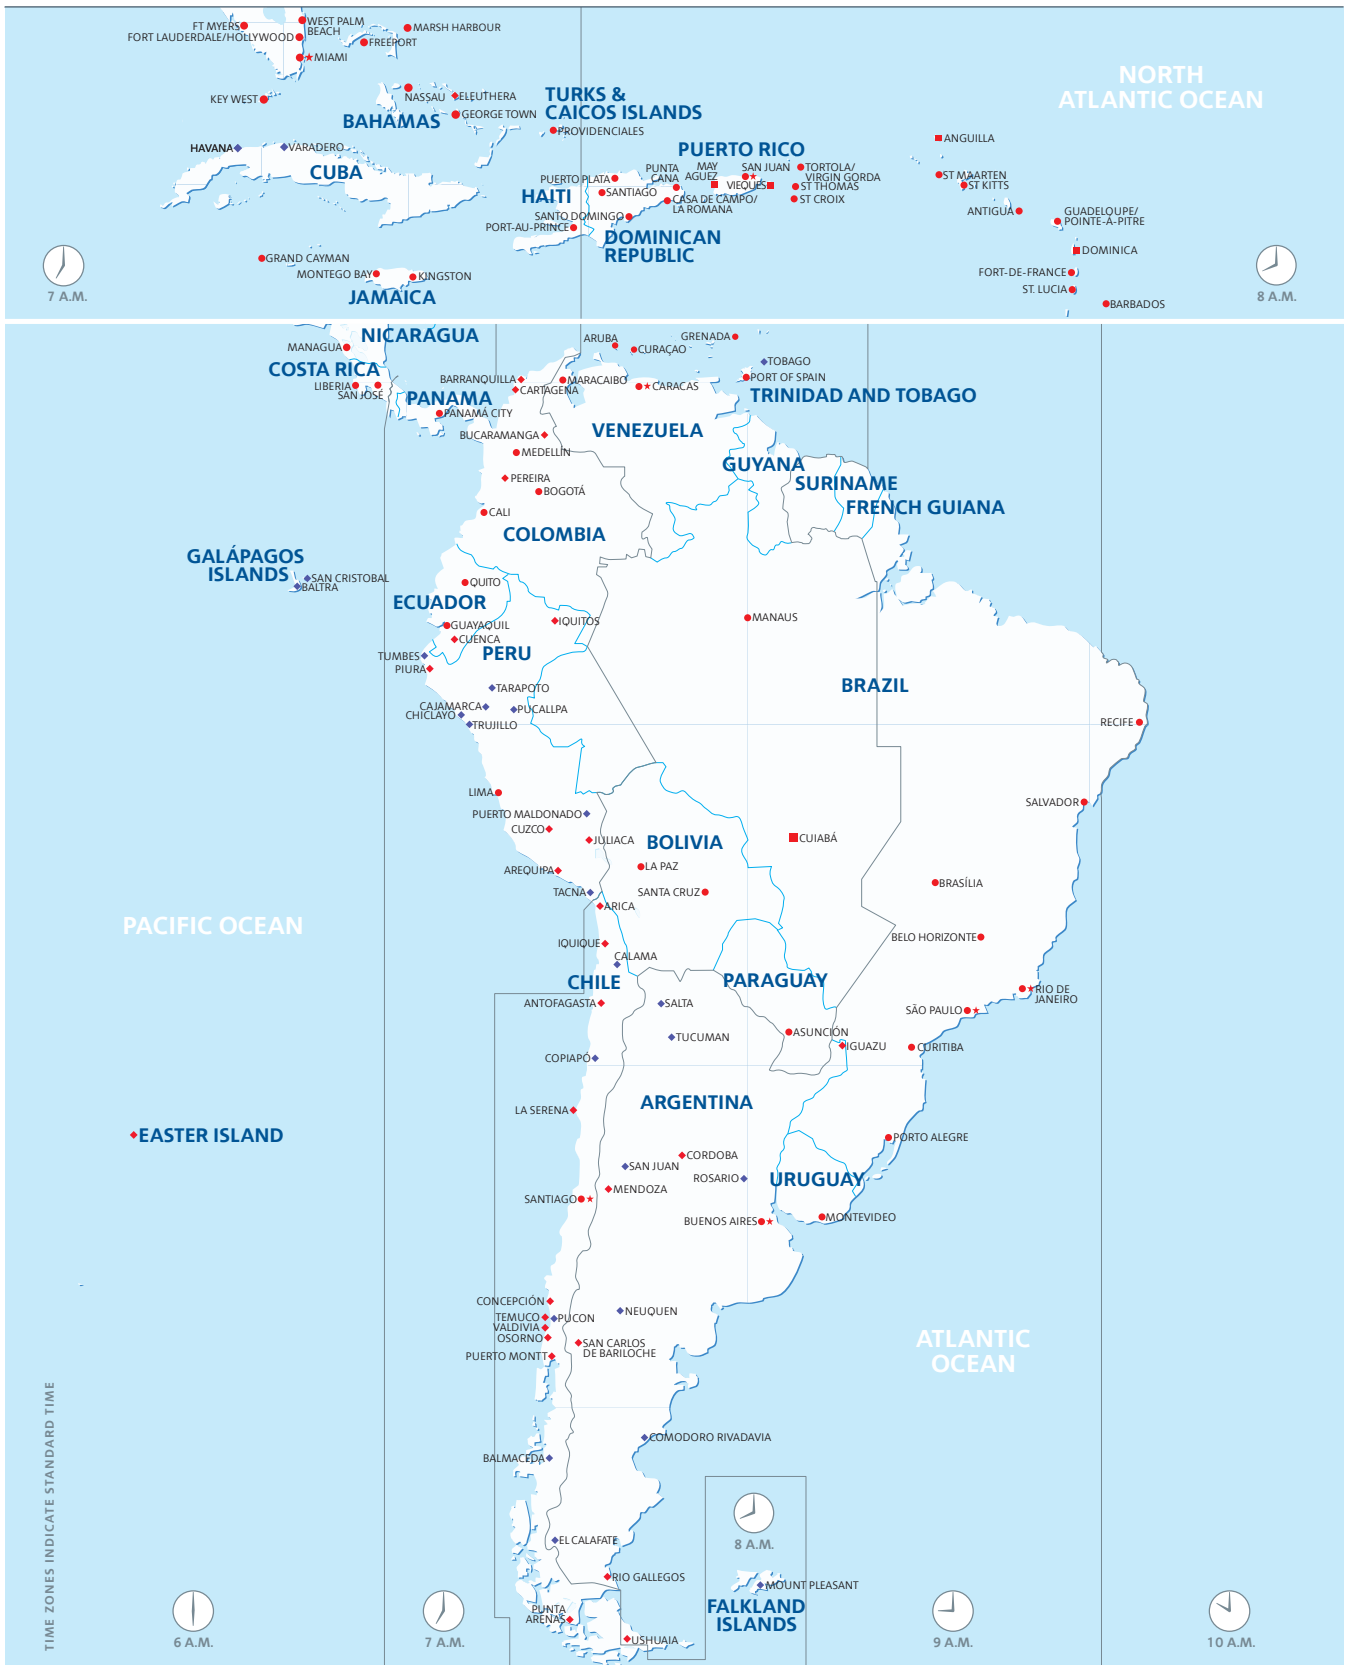 FT MYERS
WEST PALM
BEACH
FORT LAUDERDALE/HOLLYWOOD
MARSH HARBOUR
FREEPORT
MIAMI
NORTH
ATLANTIC OCEAN
KEY WEST
NASSAU
ELEUTHERA
TURKS &
CAICOS ISLANDS
GEORGE TOWN
BAHAMAS
PROVIDENCIALES
ANGUILLA
HAVANA
VARADERO
PUERTO RICO
CUBA
PUNTA
CANA
MAY
AGUEZ
SAN JUAN
TORTOLA/
VIRGIN GORDA
ST MAARTEN
PUERTO PLATA
VIEQUES
ST THOMAS
ST KITTS
HAITI
SANTIAGO
CASA DE CAMPO/
LA ROMANA
ST CROIX
ANTIGUA
GUADELOUPE/
POINTE-À-PITRE
SANTO DOMINGO
PORT-AU-PRINCE
DOMINICAN
REPUBLIC
DOMINICA
GRAND CAYMAN
MONTEGO BAY
KINGSTON
FORT-DE-FRANCE
ST. LUCIA
7 A.M.
JAMAICA
8 A.M.
BARBADOS
NICARAGUA
MANAGUA
ARUBA
CURAÇAO
GRENADA
COSTA RICA
TOBAGO
LIBERIA
SAN JOSÉ
BARRANQUILLA
MARACAIBO
CARTAGENA
CARACAS
PORT OF SPAIN
PANAMA
TRINIDAD AND TOBAGO
PANAMÁ CITY
BUCARAMANGA
VENEZUELA
MEDELLÍN
GUYANA
PEREIRA
SURINAME
BOGOTÁ
CALI
FRENCH GUIANA
COLOMBIA
GALÁPAGOS
ISLANDS
SAN CRISTOBAL
BALTRA
QUITO
ECUADOR
GUAYAQUIL
IQUITOS
MANAUS
CUENCA
TUMBES
PERU
PIURA
TARAPOTO
BRAZIL
CAJAMARCA
CHICLAYO
PUCALLPA
TRUJILLO
RECIFE
LIMA
SALVADOR
PUERTO MALDONADO
CUZCO
JULIACA
BOLIVIA
CUIABÁ
AREQUIPA
LA PAZ
TACNA
SANTA CRUZ
BRASÍLIA
ARICA
PACIFIC OCEAN
IQUIQUE
BELO HORIZONTE
CALAMA
CHILE
PARAGUAY
RIO DE
JANEIRO
ANTOFAGASTA
SALTA
SÃO PAULO
TUCUMAN
ASUNCIÓN
IGUAZU
CURITIBA
COPIAPÓ
ARGENTINA
LA SERENA
EASTER ISLAND
PORTO ALEGRE
CORDOBA
SAN JUAN
ROSARIO
URUGUAY
MENDOZA
SANTIAGO
BUENOS AIRES
MONTEVIDEO
CONCEPCIÓN
NEUQUEN
TEMUCO
PUCON
VALDIVIA
OSORNO
SAN CARLOS
DE BARILOCHE
PUERTO MONTT
ATLANTIC
OCEAN
COMODORO RIVADAVIA
BALMACEDA
EL CALAFATE
8 A.M.
RIO GALLEGOS
MOUNT PLEASANT
PUNTA
ARENAS
FALKLAND
ISLANDS
USHUAIA
TIME ZONES INDICATE STANDARD TIME
6 A.M.
7 A.M.
9 A.M.
10 A.M.